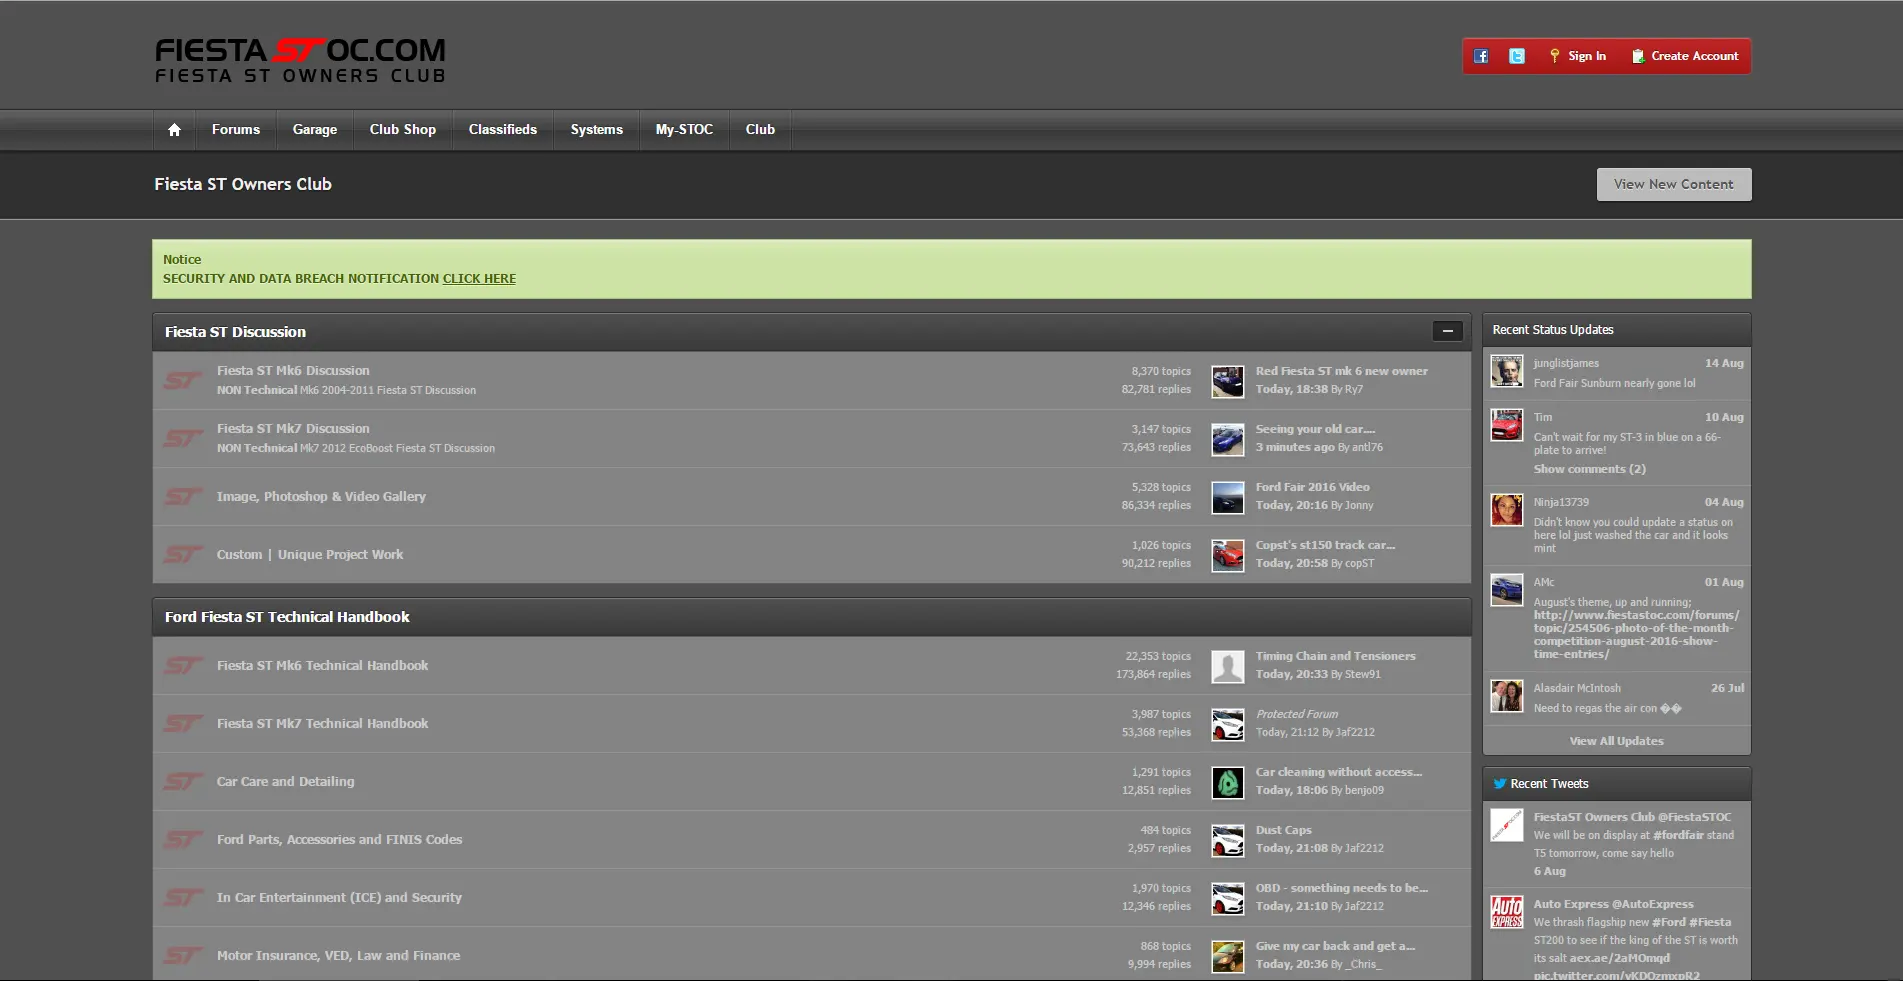 FIESTA STOC.COM
FIESTA ST OWNERS CLUB
Sign In
Create Account
Forums
Garage
Club Shop
Classifieds
Systems
My-STOC
Club
Fiesta ST Owners Club
View New Content
Notice
SECURITY AND DATA BREACH NOTIFICATION CLICK HERE
Fiesta ST Discussion
Fiesta ST Mk6 Discussion
NON Technical Mk6 2004-2011 Fiesta ST Discussion
8,370 topics
82,781 replies
Red Fiesta ST mk 6 new owner
Today, 18:38 By Ry7
Fiesta ST Mk7 Discussion
NON Technical Mk7 2012 EcoBoost Fiesta ST Discussion
3,147 topics
73,643 replies
Seeing your old car....
3 minutes ago By antl76
Image, Photoshop & Video Gallery
5,328 topics
86,334 replies
Ford Fair 2016 Video
Today, 20:16 By Jonny
Custom | Unique Project Work
1,026 topics
90,212 replies
Copst's st150 track car...
Today, 20:58 By copST
Ford Fiesta ST Technical Handbook
Fiesta ST Mk6 Technical Handbook
22,353 topics
173,864 replies
Timing Chain and Tensioners
Today, 20:33 By Stew91
Fiesta ST Mk7 Technical Handbook
3,987 topics
53,368 replies
Protected Forum
Today, 21:12 By Jaf2212
Car Care and Detailing
1,291 topics
12,851 replies
Car cleaning without access...
Today, 18:06 By benjo09
Ford Parts, Accessories and FINIS Codes
484 topics
2,957 replies
Dust Caps
Today, 21:08 By Jaf2212
In Car Entertainment (ICE) and Security
1,970 topics
12,346 replies
OBD - something needs to be...
Today, 21:10 By Jaf2212
Motor Insurance, VED, Law and Finance
868 topics
9,994 replies
Give my car back and get a...
Today, 20:36 By _Chris_
Recent Status Updates
junglistjames
14 Aug
Ford Fair Sunburn nearly gone lol
Tim
10 Aug
Can't wait for my ST-3 in blue on a 66-
plate to arrive!
Show comments (2)
Ninja13739
04 Aug
Didn't know you could update a status on
here lol just washed the car and it looks
mint
AMc
01 Aug
August's theme, up and running;
http://www.fiestastoc.com/forums/
topic/254506-photo-of-the-month-
competition-august-2016-show-
time-entries/
Alasdair McIntosh
26 Jul
Need to regas the air con ��
View All Updates
Recent Tweets
FiestaST Owners Club @FiestaSTOC
We will be on display at #fordfair stand
T5 tomorrow, come say hello
6 Aug
Auto Express @AutoExpress
We thrash flagship new #Ford #Fiesta
ST200 to see if the king of the ST is worth
its salt aex.ae/2aMOmqd
pic.twitter.com/yKDOzmxpR2
AUTO
EXPRESS